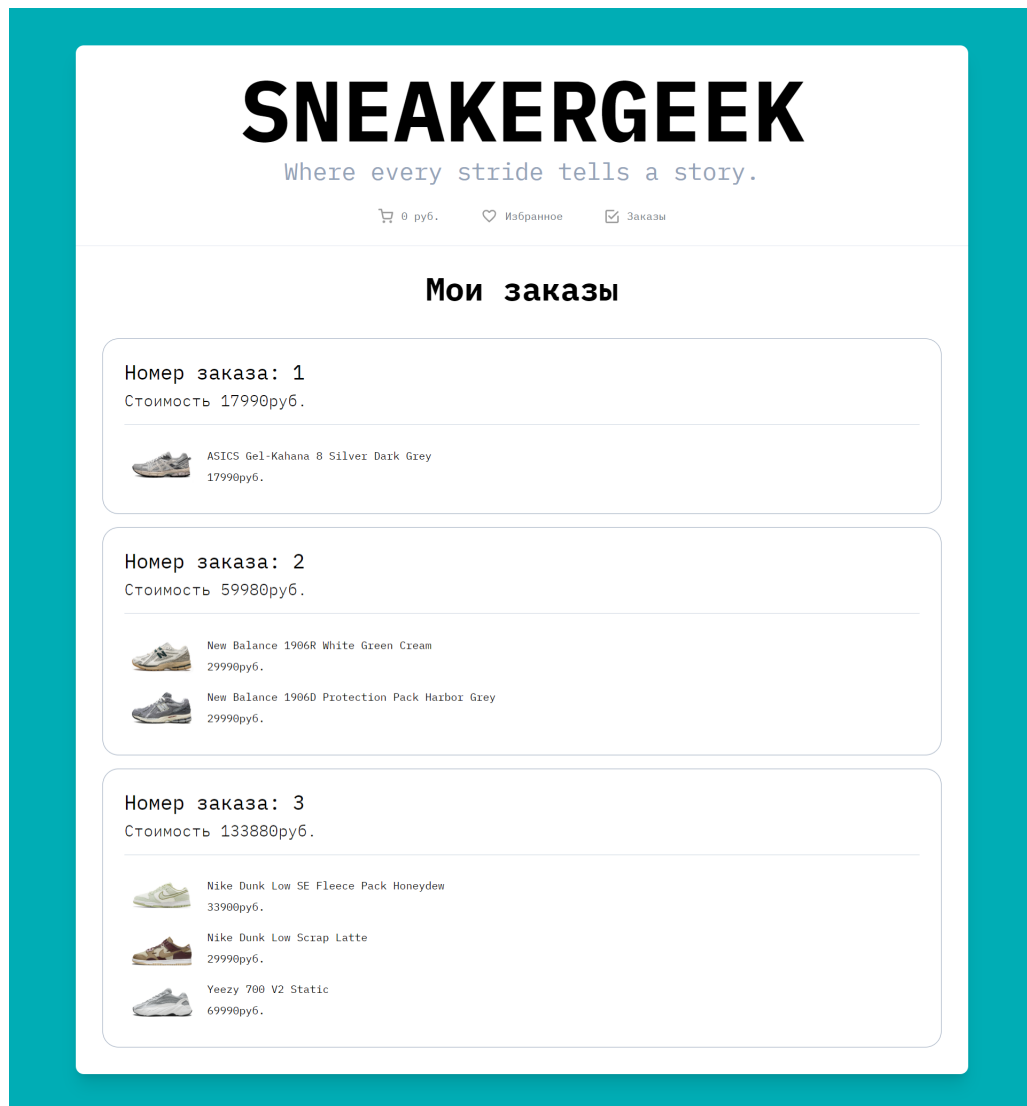 SNEAKERGEEK
Where every stride tells a story.
0 руб. Избранное Заказы
Мои заказы
Номер заказа: 1
Стоимость 17990руб.
ASICS Gel-Kahana 8 Silver Dark Grey
17990руб.
Номер заказа: 2
Стоимость 59980руб.
New Balance 1906R White Green Cream
29990руб.
New Balance 1906D Protection Pack Harbor Grey
29990руб.
Номер заказа: 3
Стоимость 133880руб.
Nike Dunk Low SE Fleece Pack Honeydew
33900руб.
Nike Dunk Low Scrap Latte
29990руб.
Yeezy 700 V2 Static
69990руб.